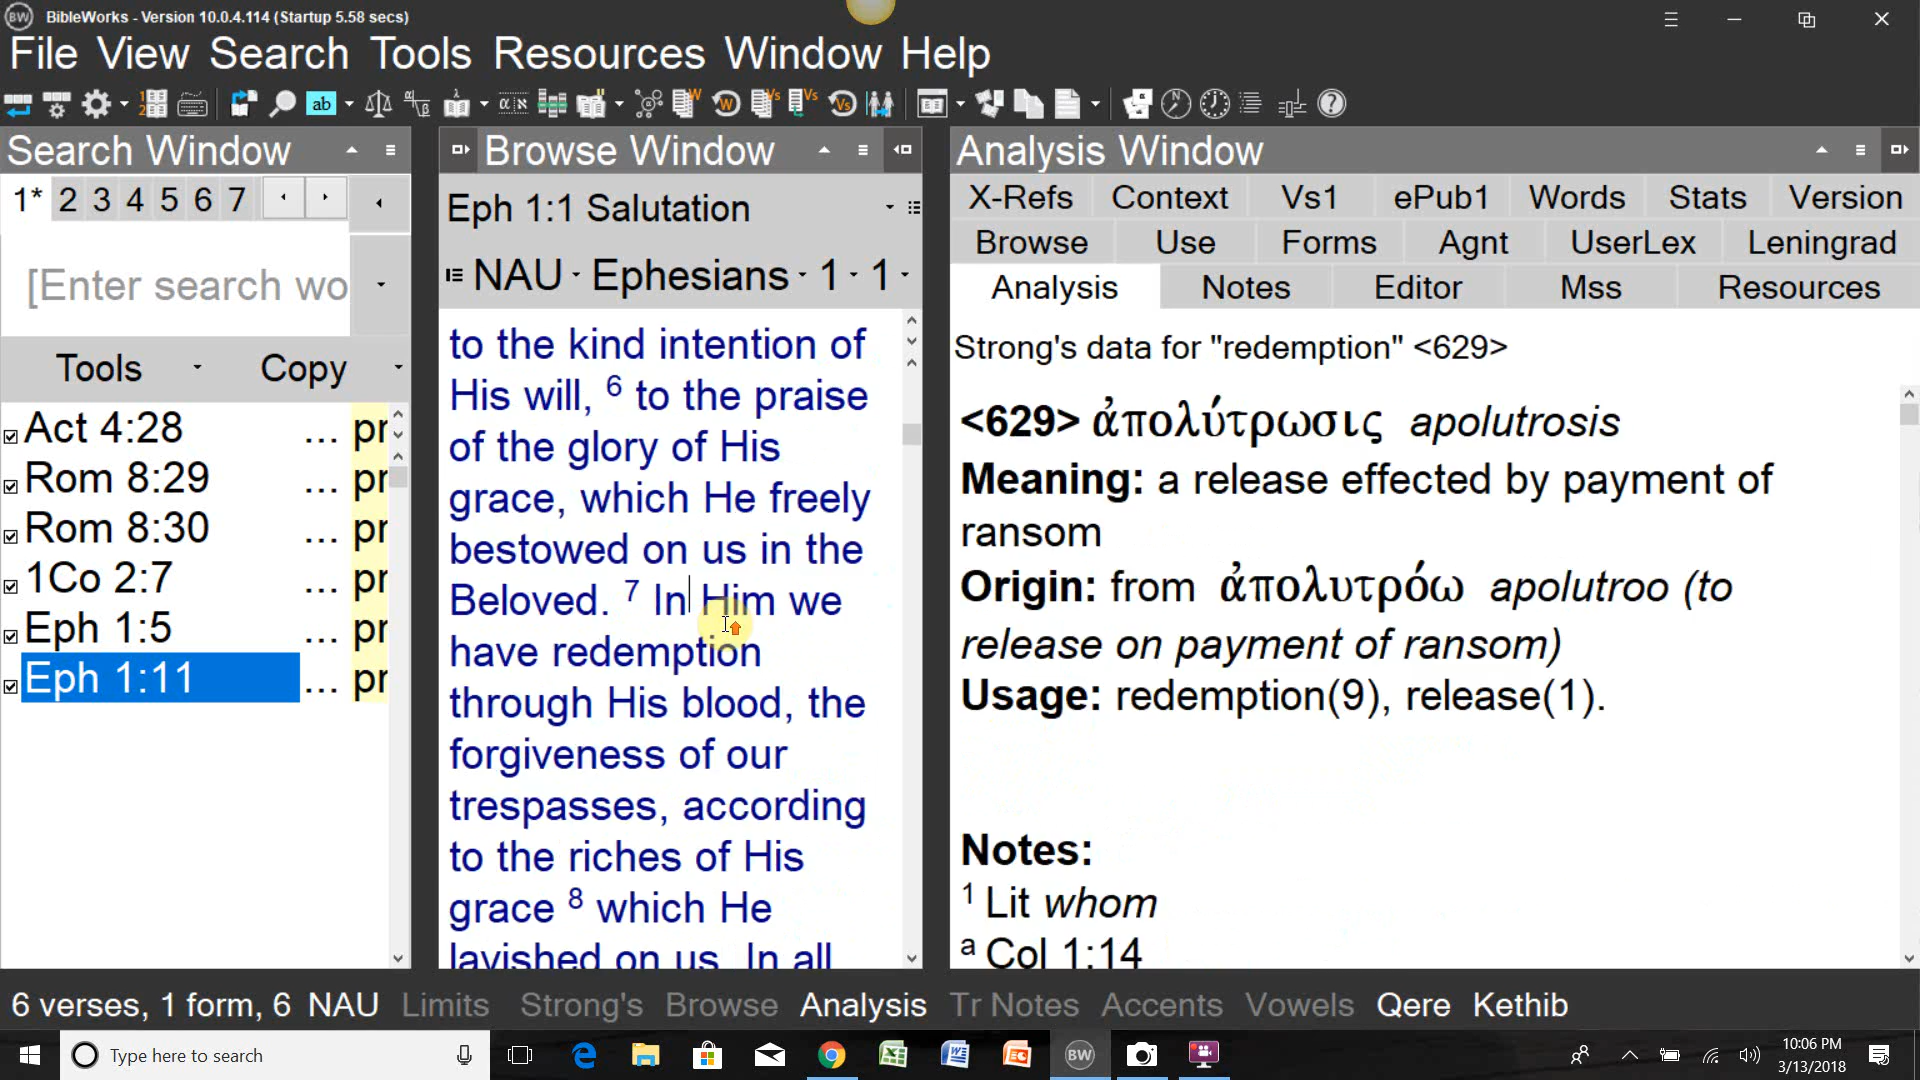 BibleWorks - Version 10.0.4.114 (Startup 5.58 secs)
File View Search Tools Resources Window Help
Search Window
1* 2 3 4 5 6 7
[Enter search wo
Tools Copy
Act 4:28 ... pr
Rom 8:29 ... pr
Rom 8:30 ... pr
1Co 2:7 ... pr
Eph 1:5 ... pr
Eph 1:11 ... pr
Browse Window
Eph 1:1 Salutation
NAU Ephesians 1 1
to the kind intention of
His will, 6 to the praise
of the glory of His
grace, which He freely
bestowed on us in the
Beloved. 7 In Him we
have redemption
through His blood, the
forgiveness of our
trespasses, according
to the riches of His
grace 8 which He
lavished on us. In all
Analysis Window
X-Refs Context Vs1 ePub1 Words Stats Version
Browse Use Forms Agnt UserLex Leningrad
Analysis Notes Editor Mss Resources
Strong's data for "redemption" <629>
<629> ἀπολύτρωσις apolutrosis
Meaning: a release effected by payment of
ransom
Origin: from ἀπολυτρόω apolutroo (to
release on payment of ransom)
Usage: redemption(9), release(1).
Notes:
1 Lit whom
a Col 1:14
6 verses, 1 form, 6 NAU Limits Strong's Browse Analysis Tr Notes Accents Vowels Qere Kethib
Type here to search
BW
10:06 PM
3/13/2018